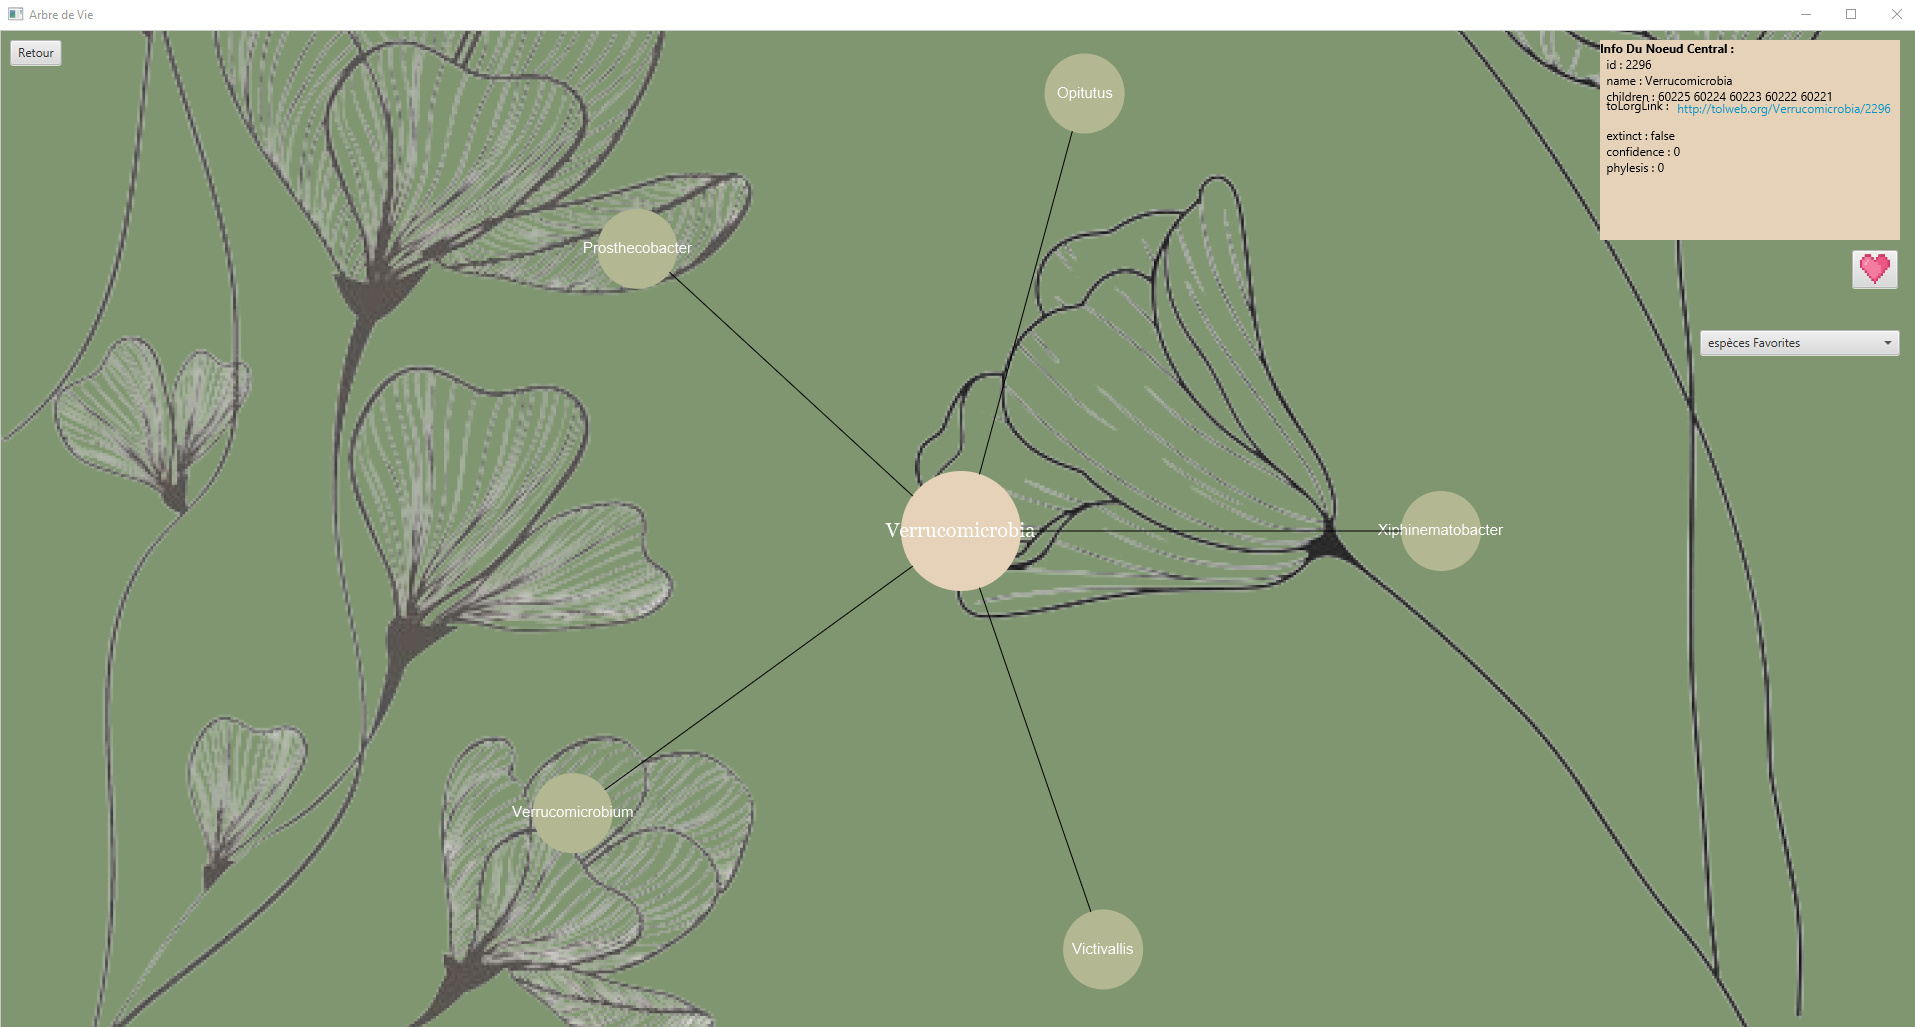 Arbre de Vie
Retour
Info Du Noeud Central :
id : 2296
name : Verrucomicrobia
children : 60225 60224 60223 60222 60221
toLorgLink : http://tolweb.org/Verrucomicrobia/2296
extinct : false
confidence : 0
phylesis : 0
espèces Favorites
Opitutus
Prosthecobacter
Verrucomicrobia
Xiphinematobacter
Verrucomicrobium
Victivallis